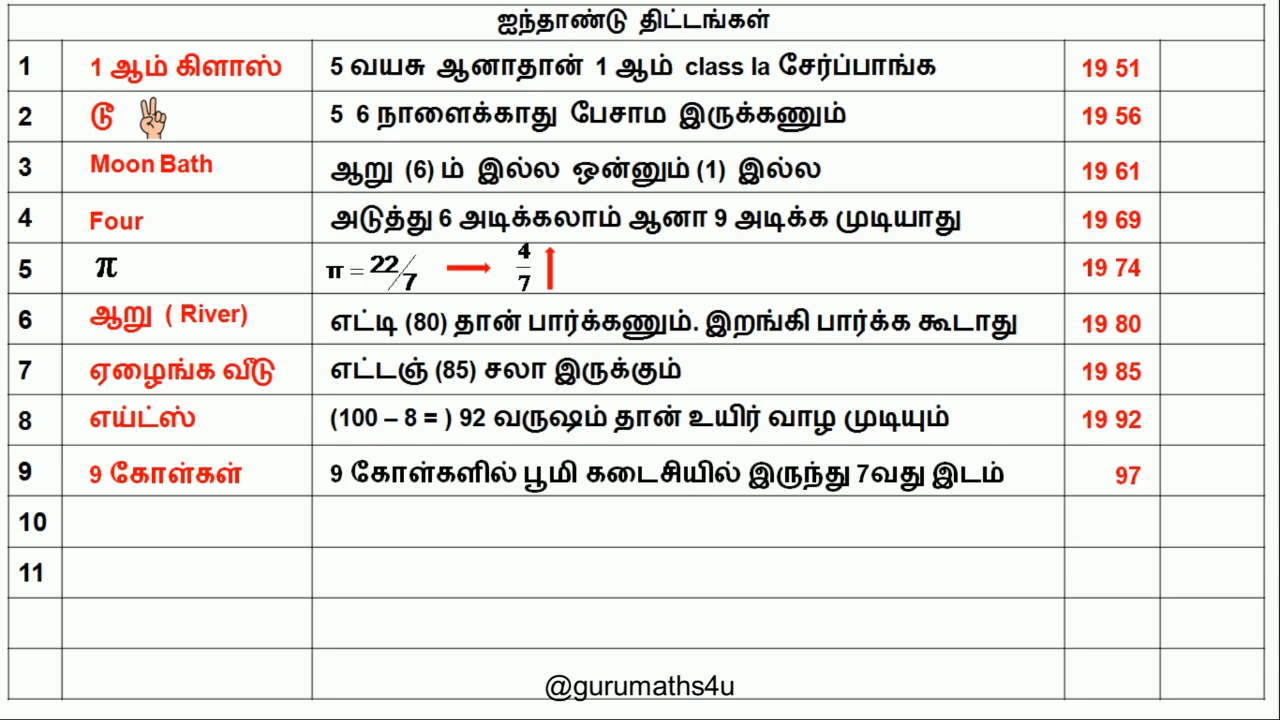 ஐந்தாண்டு திட்டங்கள்
1 1 ஆம் கிளாஸ் 5 வயசு ஆனாதான் 1 ஆம் class la சேர்ப்பாங்க 19 51
2 டூ 5 6 நாளைக்காது பேசாம இருக்கணும் 19 56
3 Moon Bath ஆறு (6) ம் இல்ல ஒன்னும் (1) இல்ல 19 61
4 Four அடுத்து 6 அடிக்கலாம் ஆனா 9 அடிக்க முடியாது 19 69
5 π π = 22/7 → 4/7 ↑ 19 74
6 ஆறு ( River) எட்டி (80) தான் பார்க்கணும். இறங்கி பார்க்க கூடாது 19 80
7 ஏழைங்க வீடு எட்டஞ் (85) சலா இருக்கும் 19 85
8 எய்ட்ஸ் (100 – 8 = ) 92 வருஷம் தான் உயிர் வாழ முடியும் 19 92
9 9 கோள்கள் 9 கோள்களில் பூமி கடைசியில் இருந்து 7வது இடம் 97
10
11
@gurumaths4u